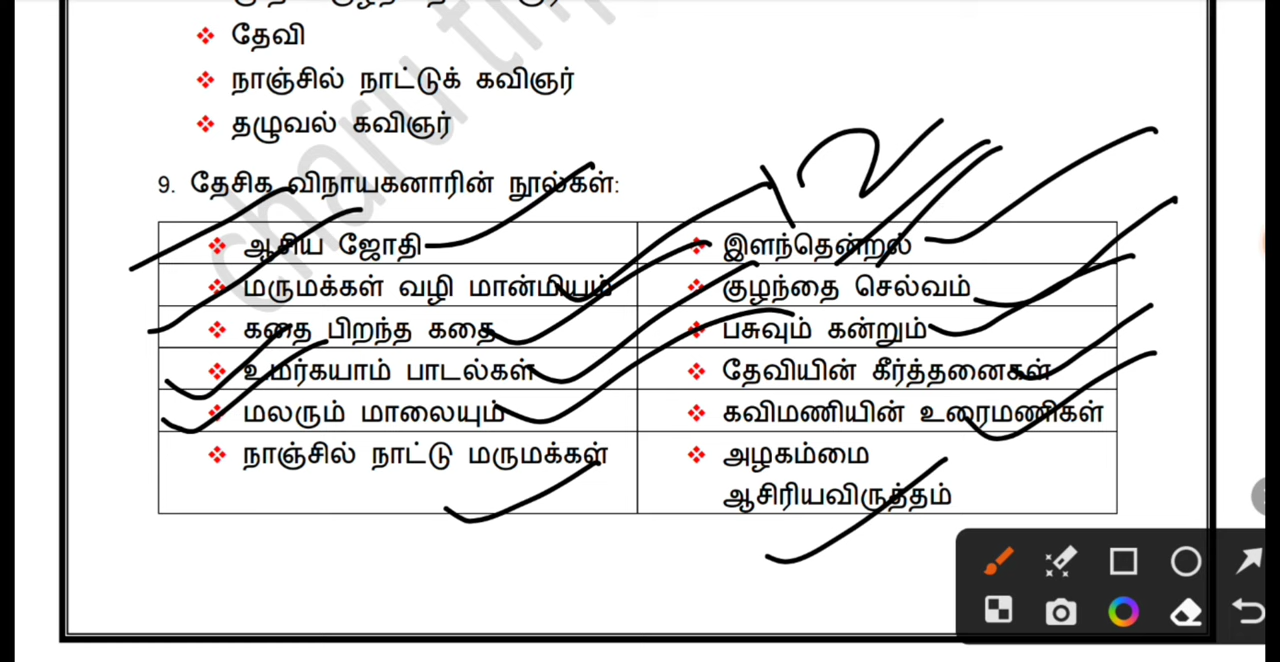 தேவி
நாஞ்சில் நாட்டுக் கவிஞர்
தழுவல் கவிஞர்
9. தேசிக விநாயகனாரின் நூல்கள்:
ஆசிய ஜோதி
இளந்தென்றல்
மருமக்கள் வழி மான்மியம்
குழந்தை செல்வம்
கதை பிறந்த கதை
பசுவும் கன்றும்
உமர்கயாம் பாடல்கள்
தேவியின் கீர்த்தனைகள்
மலரும் மாலையும்
கவிமணியின் உரைமணிகள்
நாஞ்சில் நாட்டு மருமக்கள்
அழகம்மை
ஆசிரியவிருத்தம்